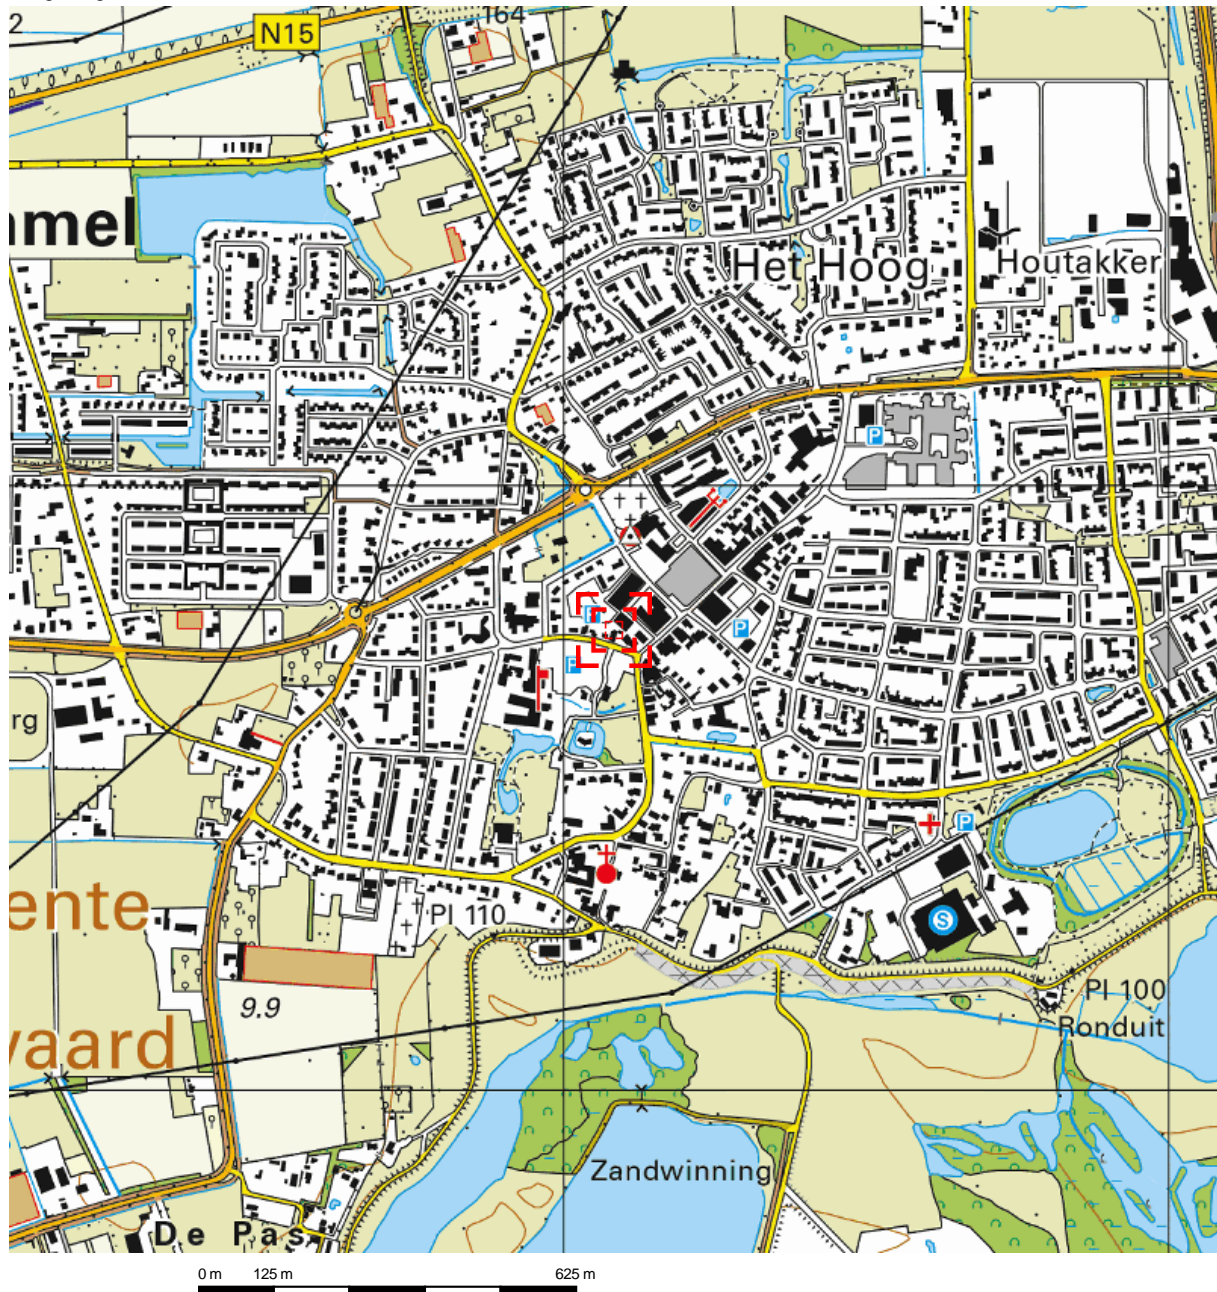 2
N15
164
mmel
Het Hoog
Houtakker
P
P
P
P
rg
P
ente
Pl 110
S
9.9
Pl 100
Ronduit
vaard
Zandwinning
De Pas
0 m 125 m 625 m